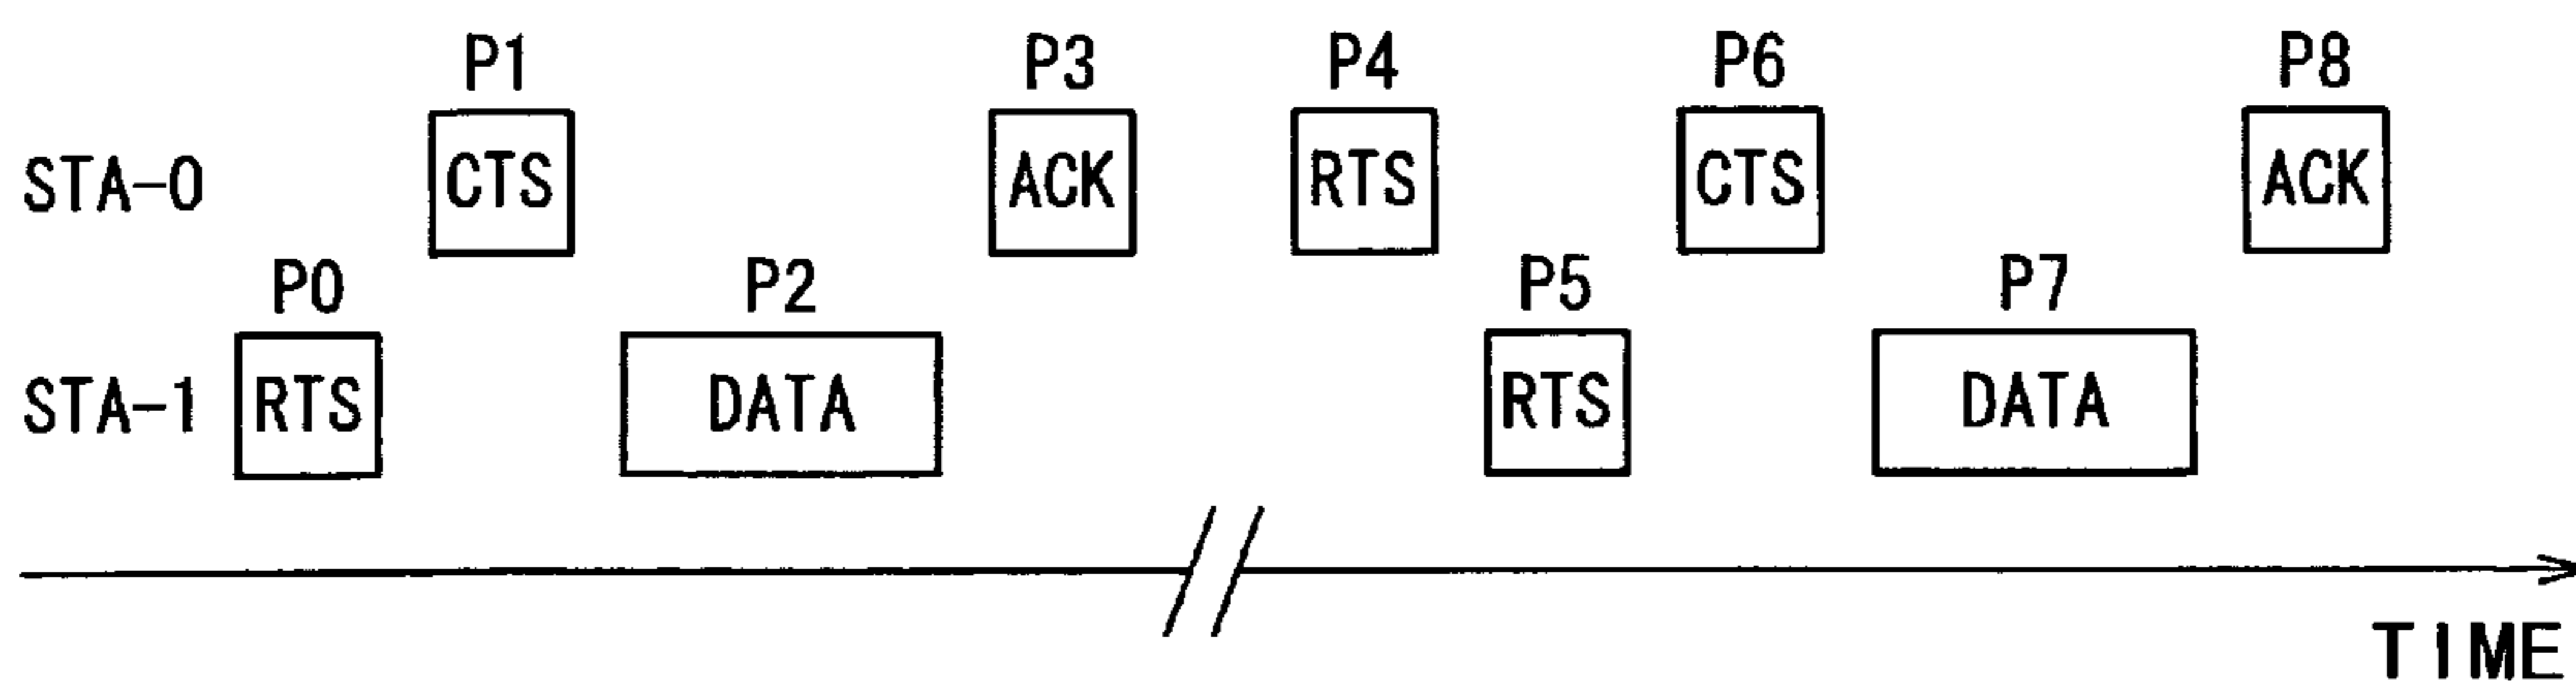 P1 P3 P4 P6 P8
STA-0 CTS ACK RTS CTS ACK
P0 P2 P5 P7
STA-1 RTS DATA RTS DATA
TIME